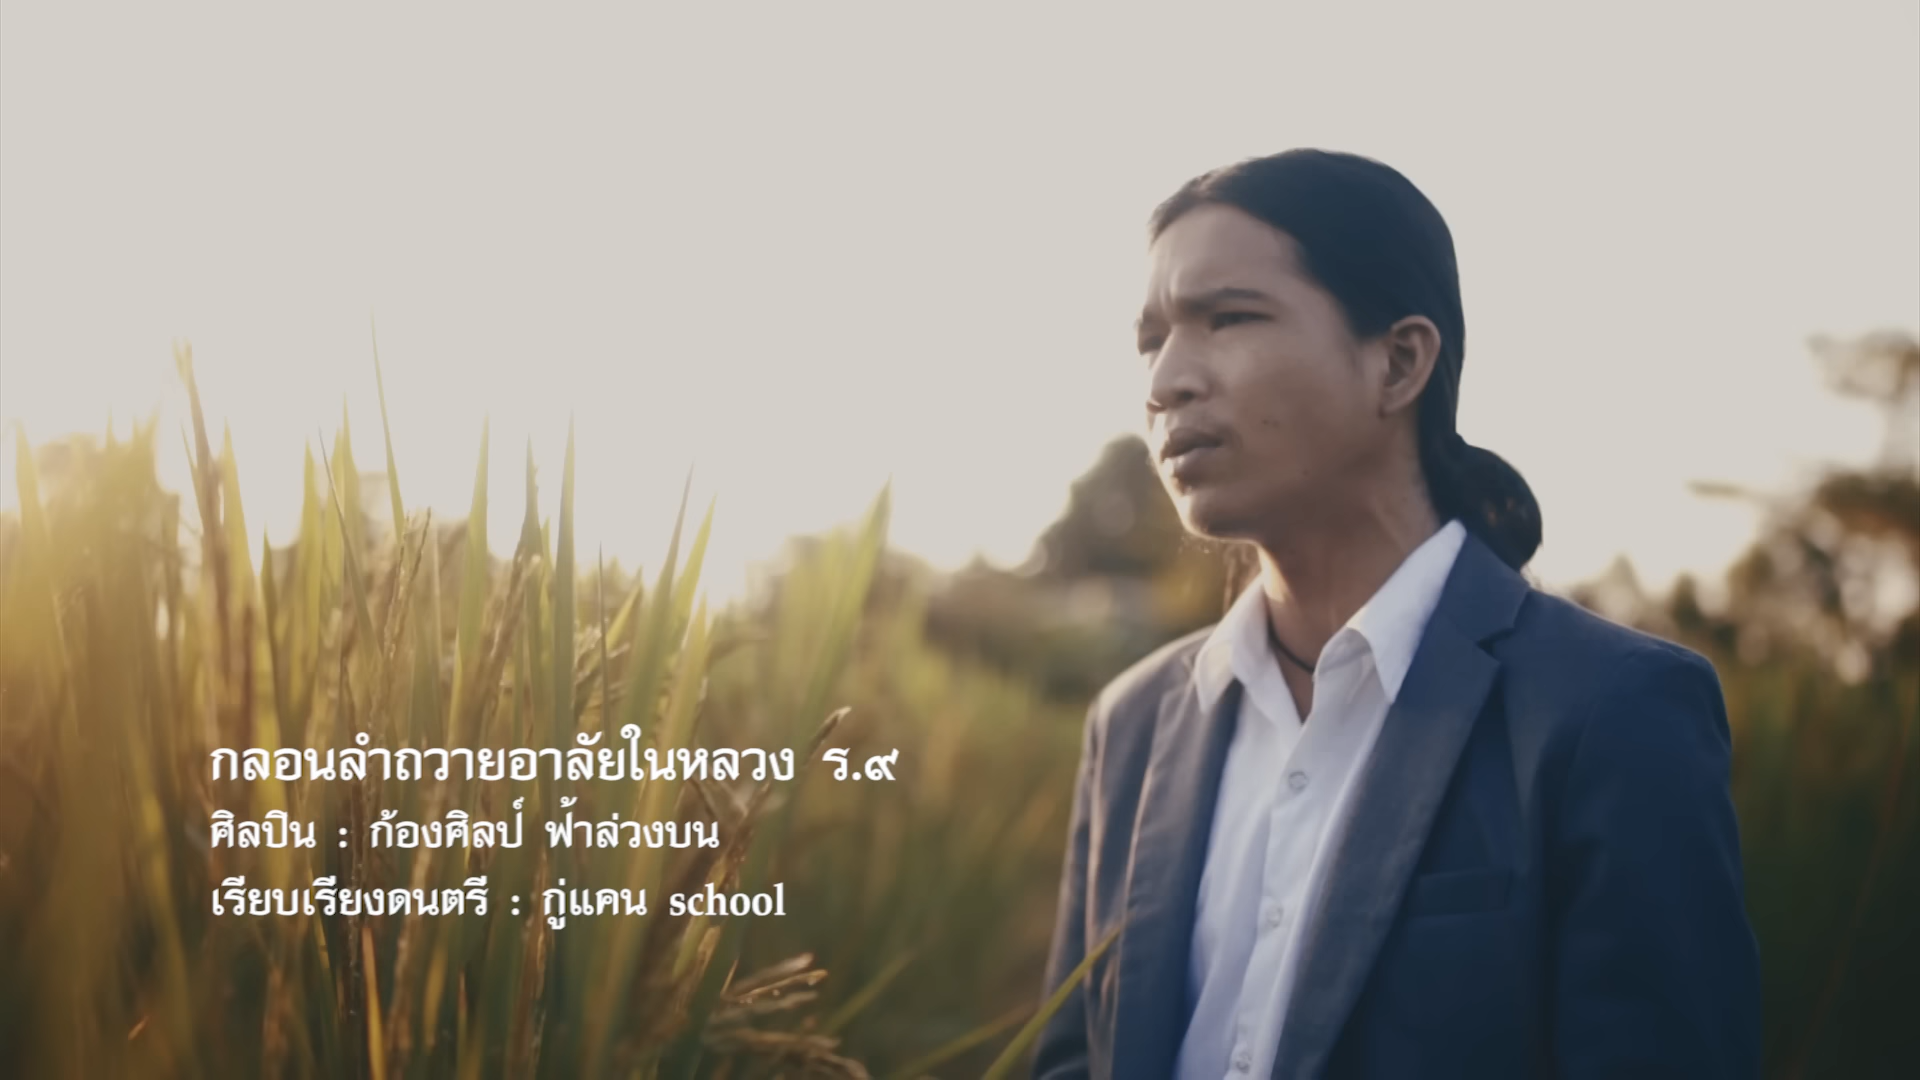 กลอนลำถวายอาลัยในหลวง ร.๙
ศิลปิน : ก้องศิลป์ ฟ้าล่วงบน
เรียบเรียงดนตรี : กู่แคน school